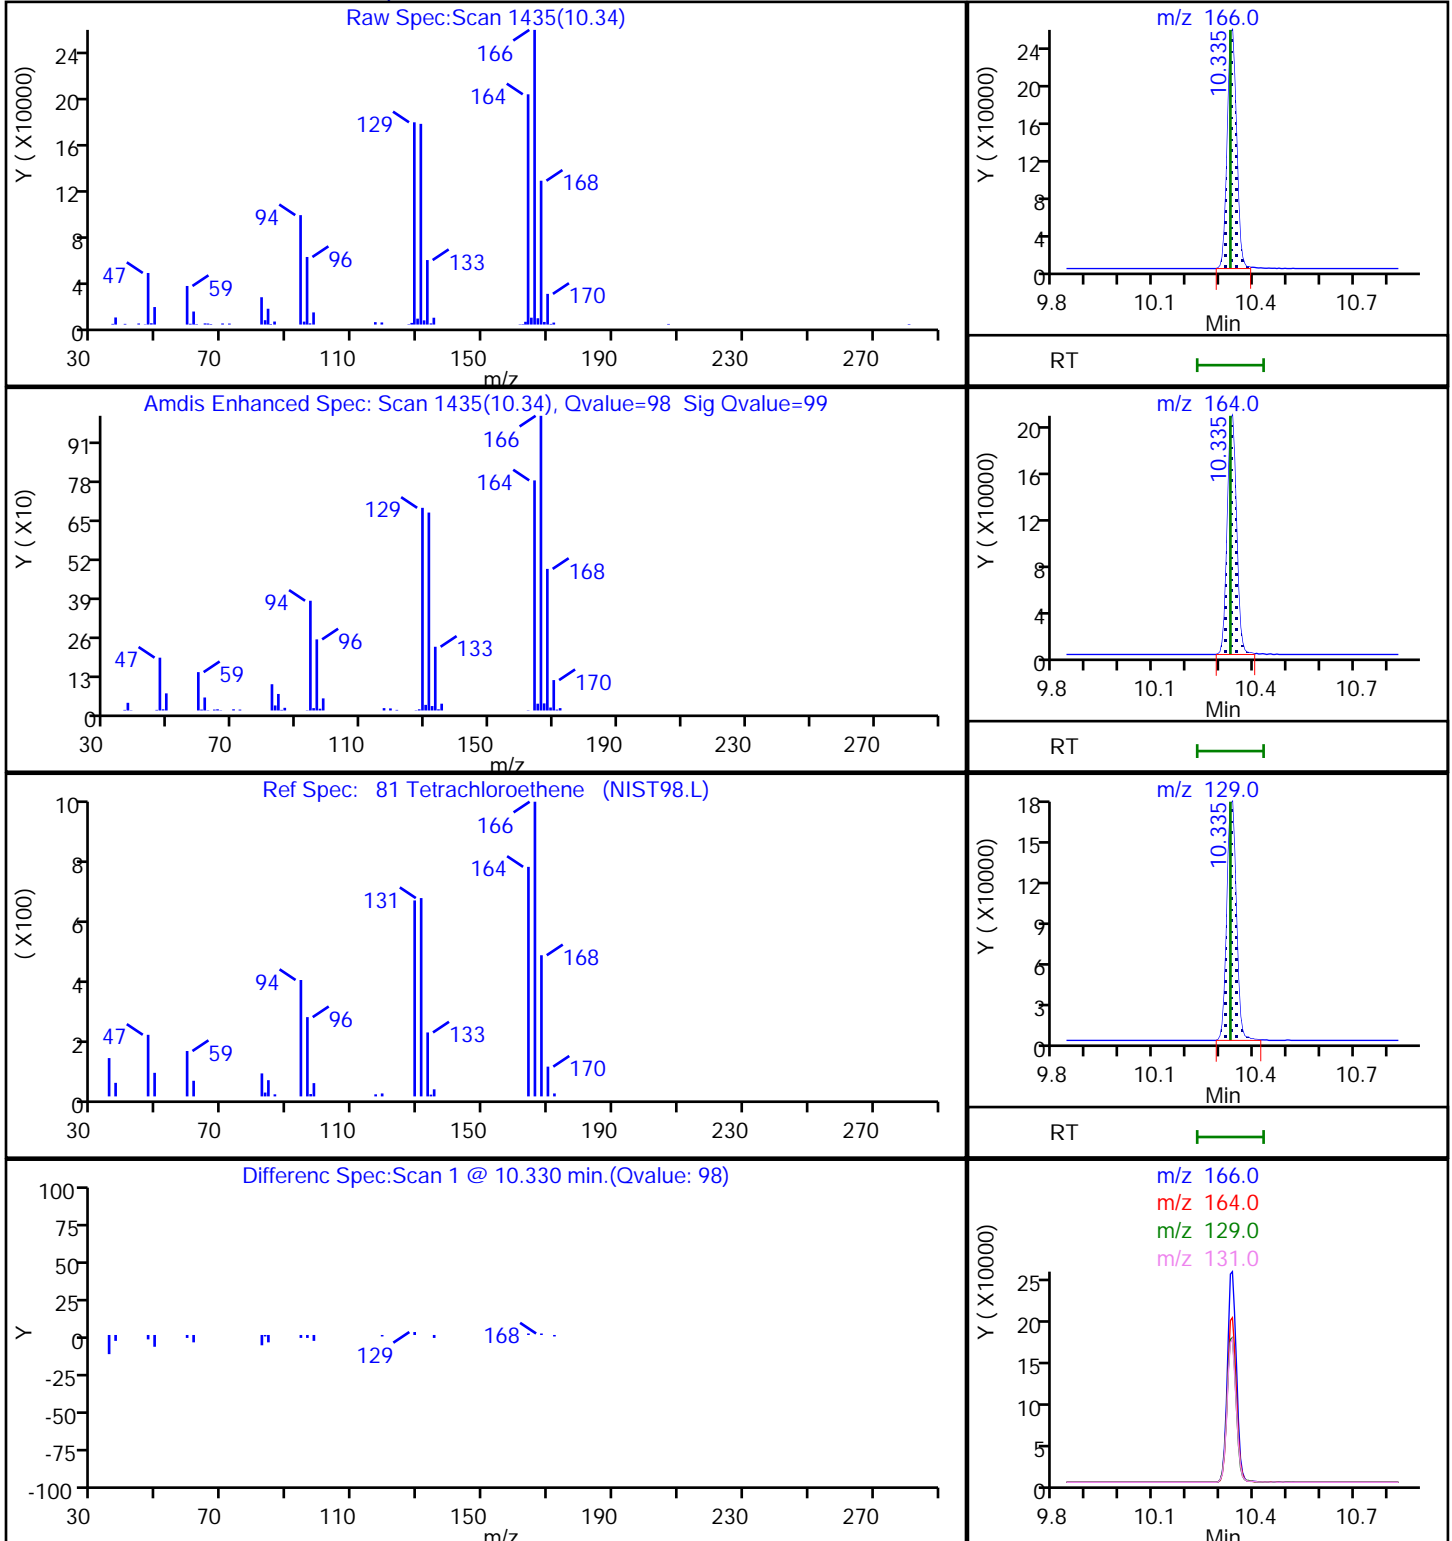 Raw Spec:Scan 1435(10.34)
Y ( X10000)
24
20
16
12
8
4
0
166
164
129
168
94
96
133
47
59
170
30 70 110 150 190 230 270
m/z
m/z 166.0
Y ( X10000)
24
20
16
12
8
4
0
10.335
9.8 10.1 10.4 10.7
Min
RT
Amdis Enhanced Spec: Scan 1435(10.34), Qvalue=98 Sig Qvalue=99
Y ( X10)
91
78
65
52
39
26
13
0
166
164
129
168
94
96
133
47
59
170
30 70 110 150 190 230 270
m/z
m/z 164.0
Y ( X10000)
20
16
12
8
4
0
10.335
9.8 10.1 10.4 10.7
Min
RT
Ref Spec: 81 Tetrachloroethene (NIST98.L)
( X100)
10
8
6
4
2
0
166
164
131
168
94
96
133
47
59
170
30 70 110 150 190 230 270
m/z 129.0
Y ( X10000)
18
15
12
9
6
3
0
10.335
9.8 10.1 10.4 10.7
Min
RT
Differenc Spec:Scan 1 @ 10.330 min.(Qvalue: 98)
Y
100
75
50
25
0
-25
-50
-75
-100
129
168
30 70 110 150 190 230 270
m/z
m/z 166.0
m/z 164.0
m/z 129.0
m/z 131.0
Y ( X10000)
25
20
15
10
5
0
9.8 10.1 10.4 10.7
Min